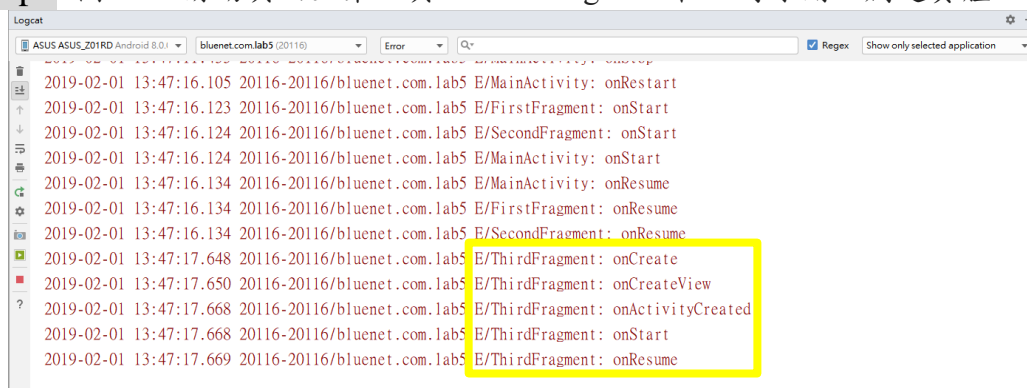 Logcat
ASUS ASUS_Z01RD Android 8.0.( bluenet.com.lab5 (20116) Error Regex Show only selected application
2019-02-01 13:47:16.105 20116-20116/bluenet.com.lab5 E/MainActivity: onRestart
2019-02-01 13:47:16.123 20116-20116/bluenet.com.lab5 E/FirstFragment: onStart
2019-02-01 13:47:16.124 20116-20116/bluenet.com.lab5 E/SecondFragment: onStart
2019-02-01 13:47:16.124 20116-20116/bluenet.com.lab5 E/MainActivity: onStart
2019-02-01 13:47:16.134 20116-20116/bluenet.com.lab5 E/MainActivity: onResume
2019-02-01 13:47:16.134 20116-20116/bluenet.com.lab5 E/FirstFragment: onResume
2019-02-01 13:47:16.134 20116-20116/bluenet.com.lab5 E/SecondFragment: onResume
2019-02-01 13:47:17.648 20116-20116/bluenet.com.lab5 E/ThirdFragment: onCreate
2019-02-01 13:47:17.650 20116-20116/bluenet.com.lab5 E/ThirdFragment: onCreateView
2019-02-01 13:47:17.668 20116-20116/bluenet.com.lab5 E/ThirdFragment: onActivityCreated
2019-02-01 13:47:17.668 20116-20116/bluenet.com.lab5 E/ThirdFragment: onStart
2019-02-01 13:47:17.669 20116-20116/bluenet.com.lab5 E/ThirdFragment: onResume